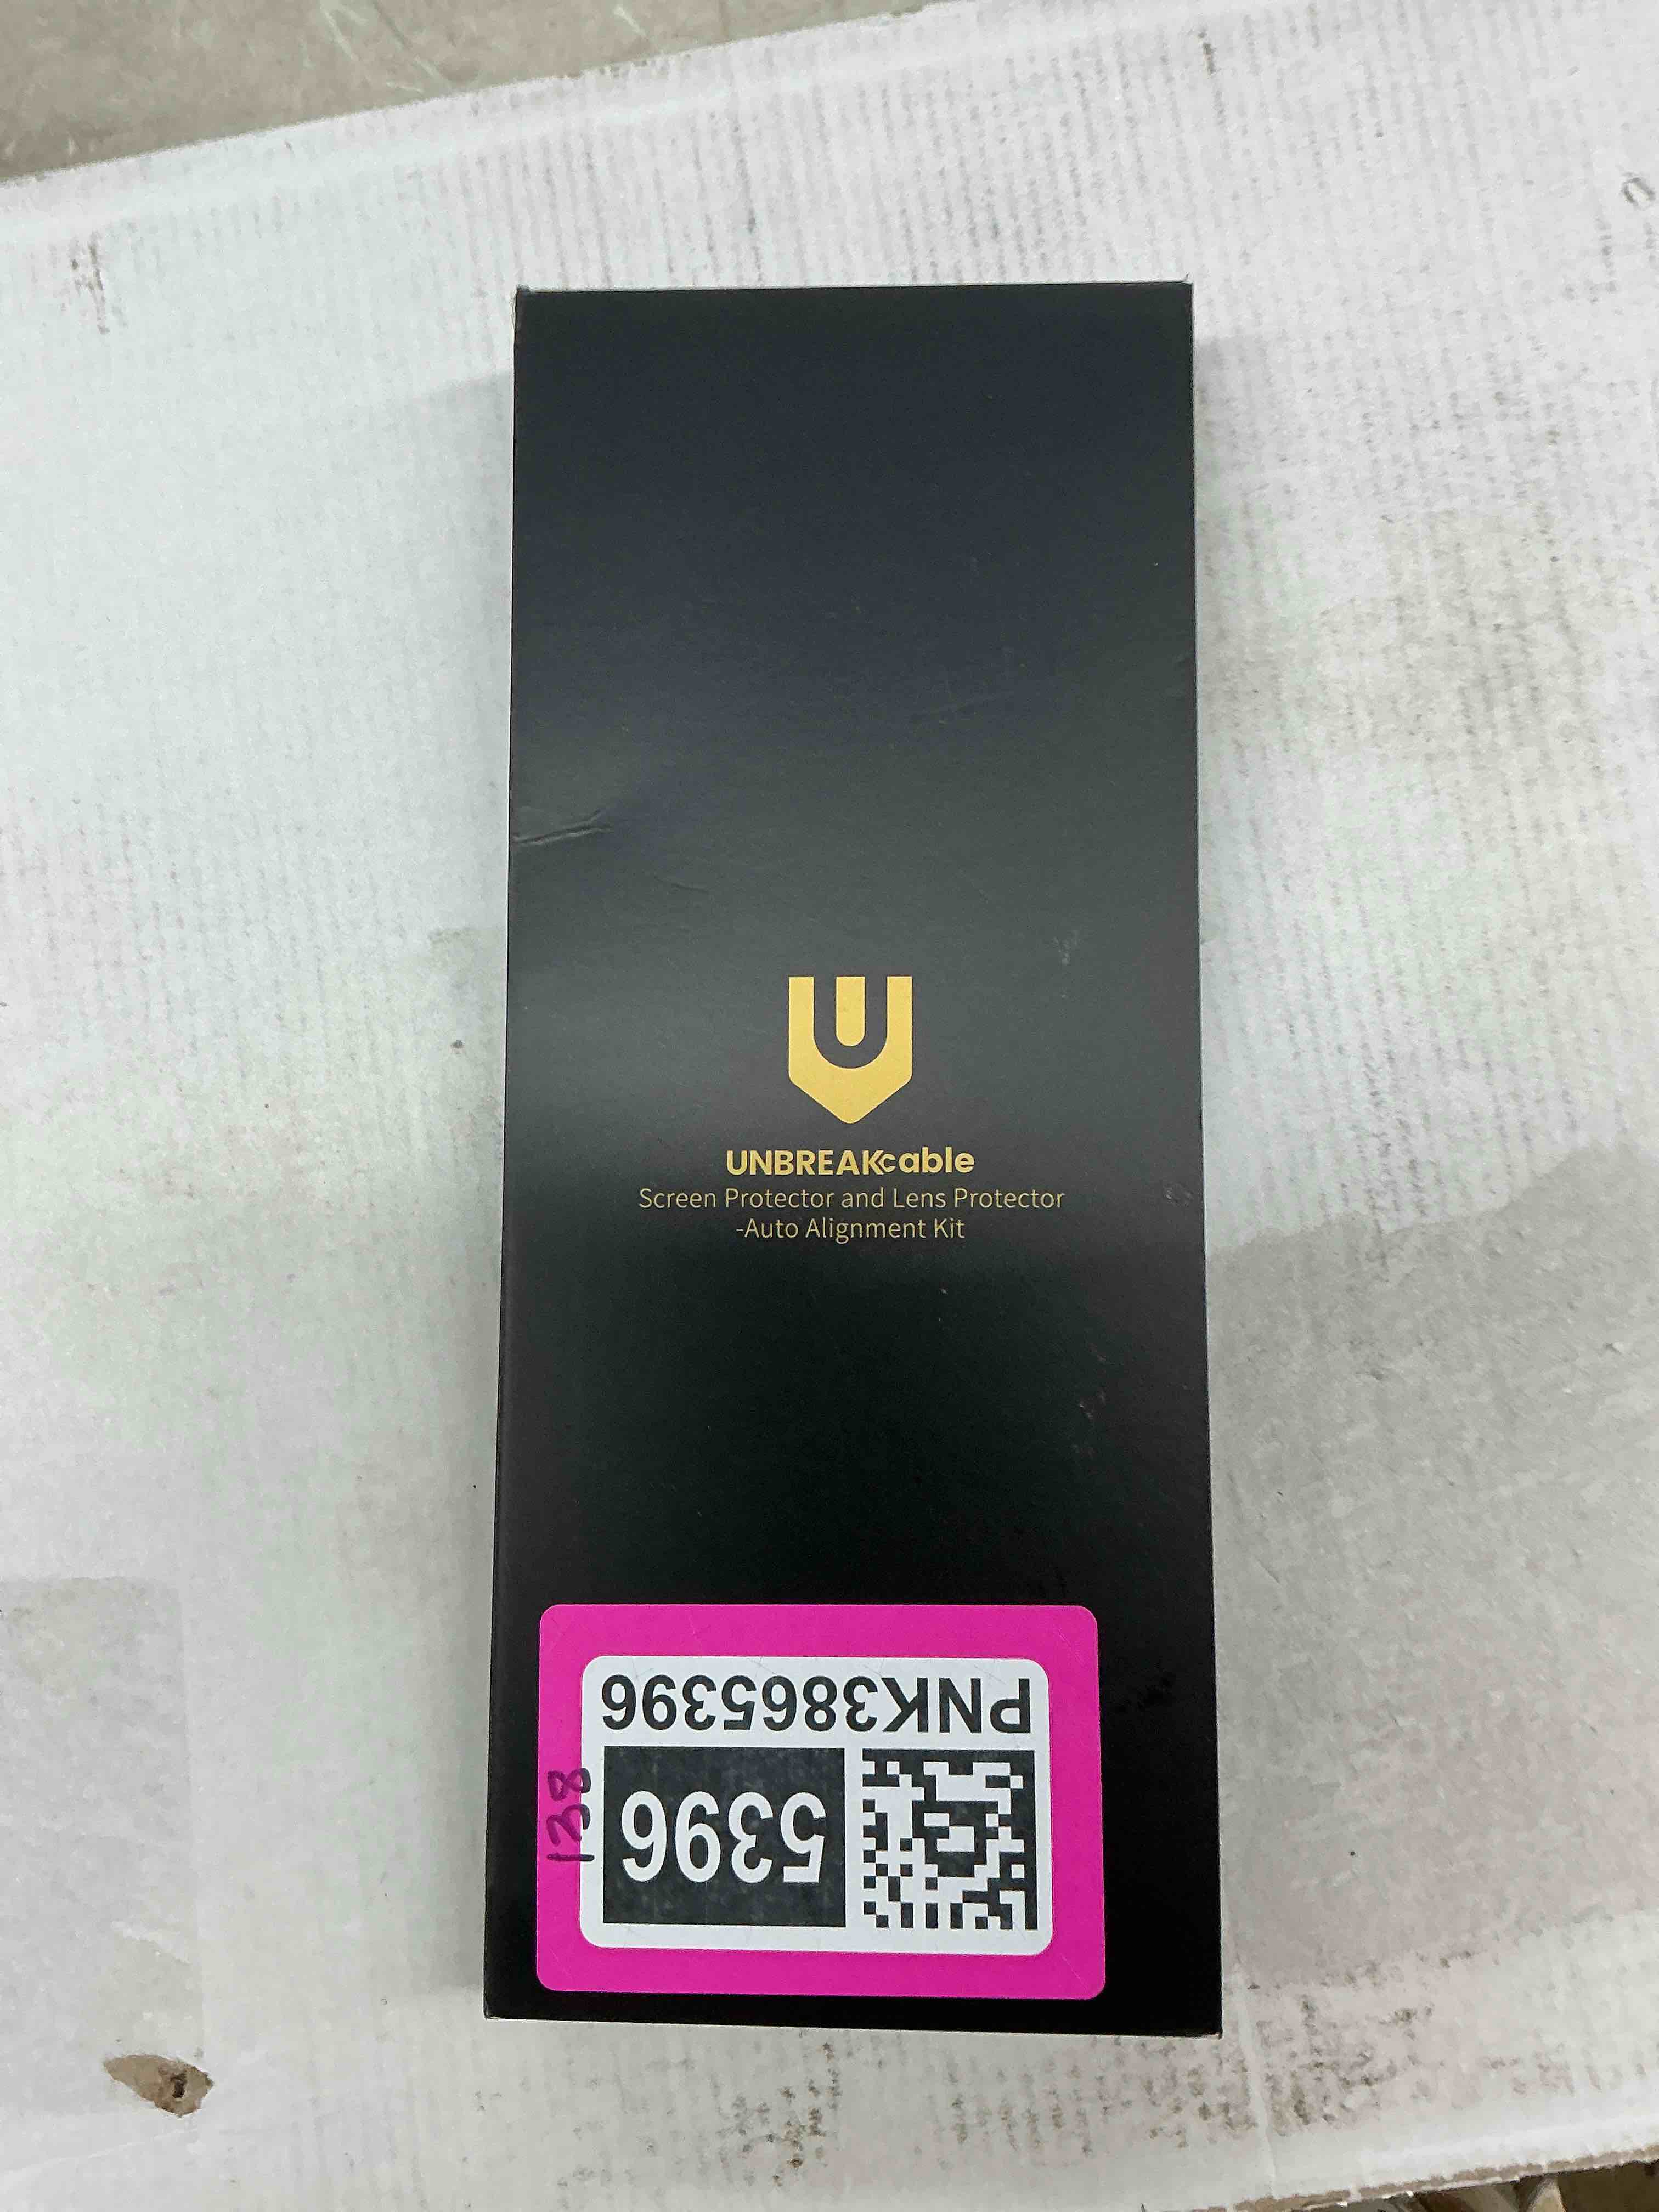 UNBREAKcable
Screen Protector and Lens Protector
-Auto Alignment Kit
PNK3865396
5396
138